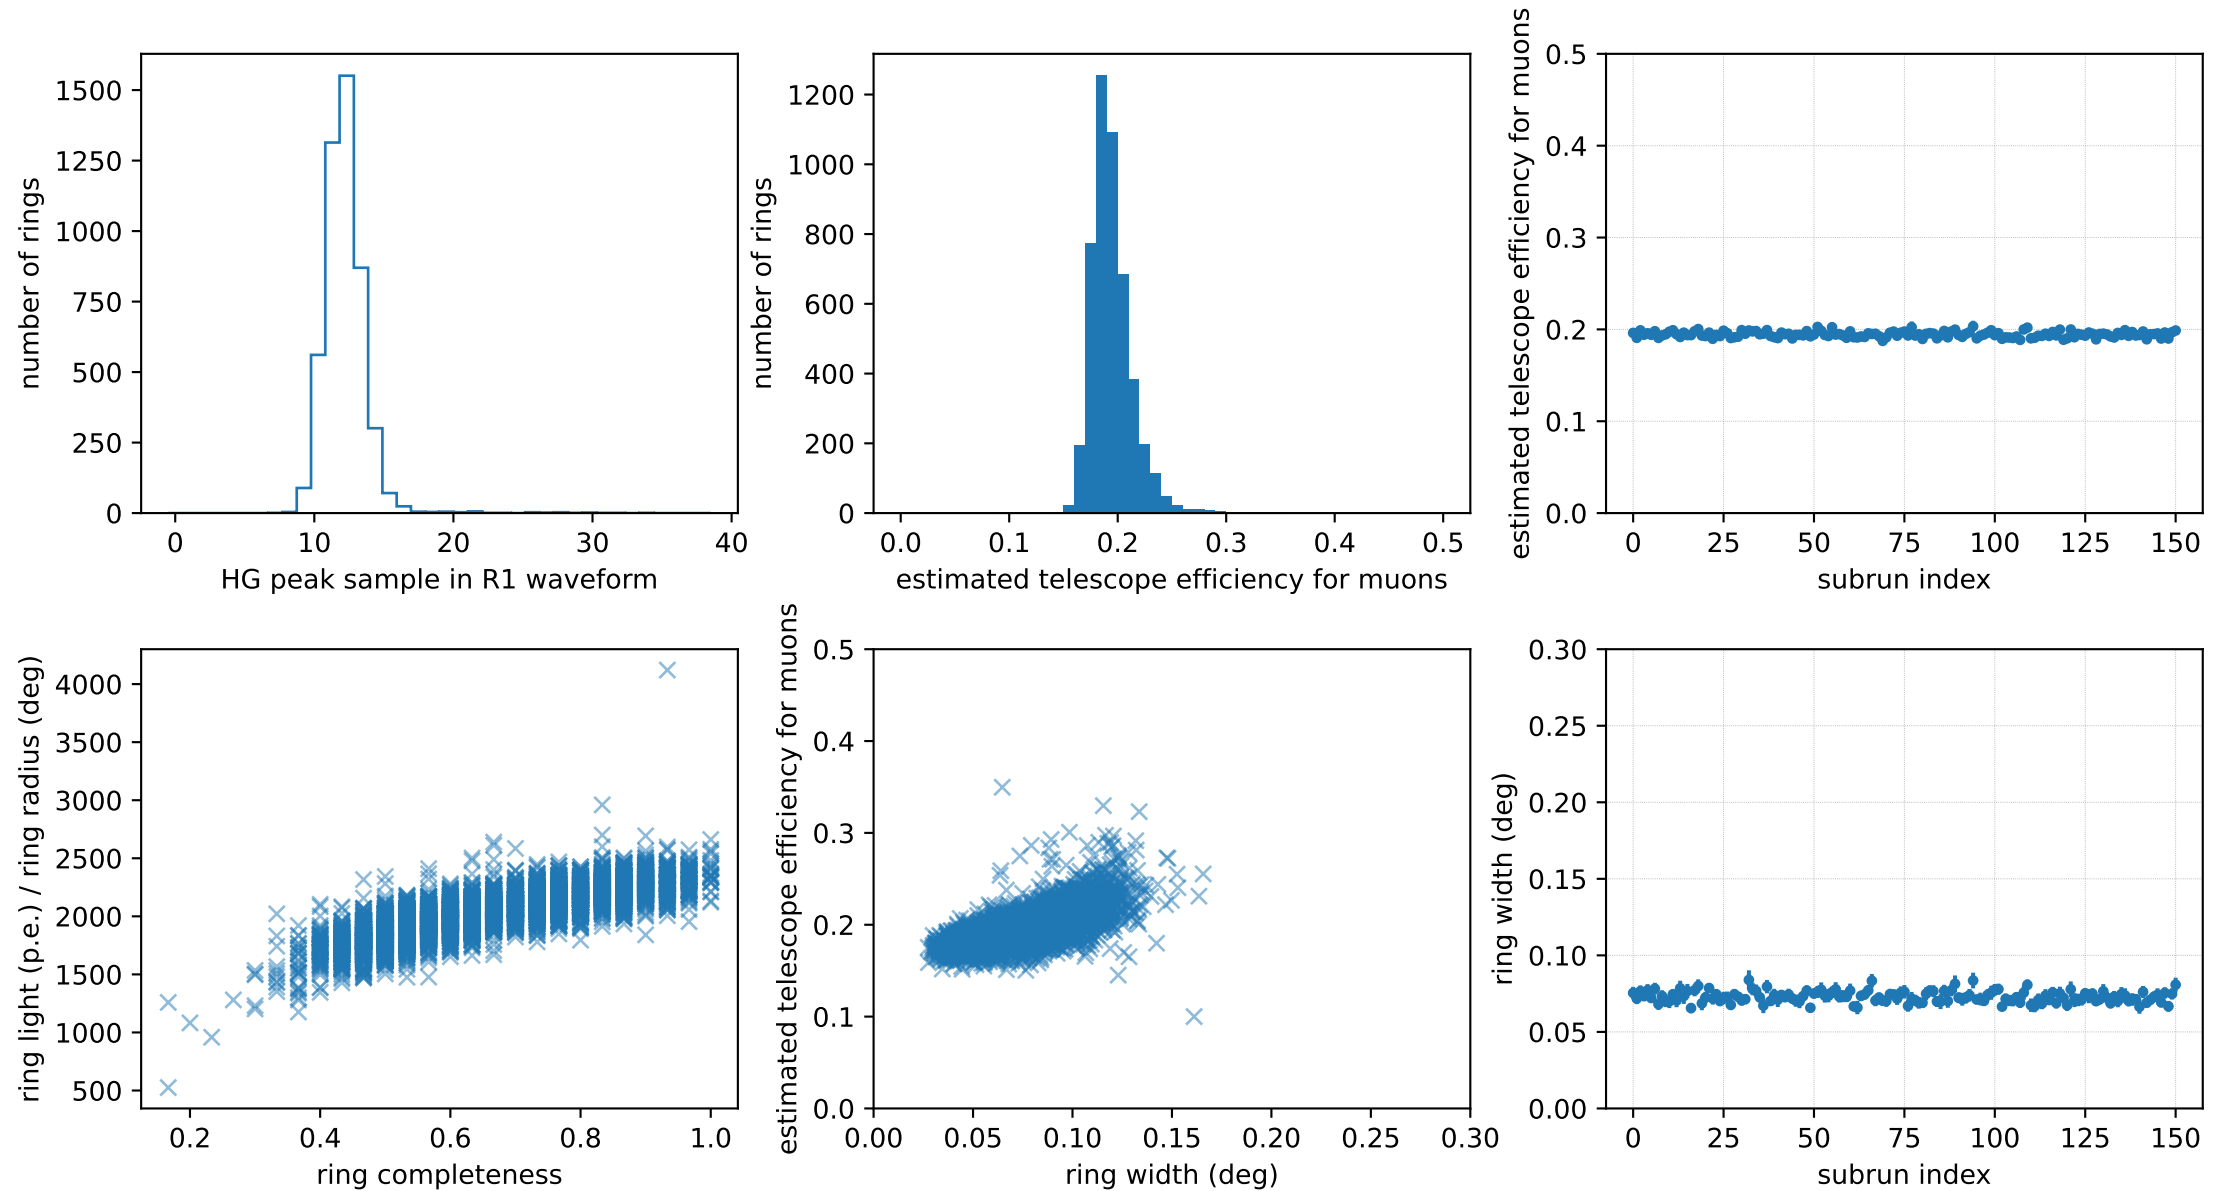 1500
1250
1000
750
500
250
0
number of rings
0 10 20 30 40
HG peak sample in R1 waveform
1200
1000
800
600
400
200
0
number of rings
0.0 0.1 0.2 0.3 0.4 0.5
estimated telescope efficiency for muons
0.5
0.4
0.3
0.2
0.1
0.0
estimated telescope efficiency for muons
0 25 50 75 100 125 150
subrun index
4000
3500
3000
2500
2000
1500
1000
500
ring light (p.e.) / ring radius (deg)
0.2 0.4 0.6 0.8 1.0
ring completeness
0.5
0.4
0.3
0.2
0.1
0.0
estimated telescope efficiency for muons
0.00 0.05 0.10 0.15 0.20 0.25 0.30
ring width (deg)
0.30
0.25
0.20
0.15
0.10
0.05
0.00
ring width (deg)
0 25 50 75 100 125 150
subrun index